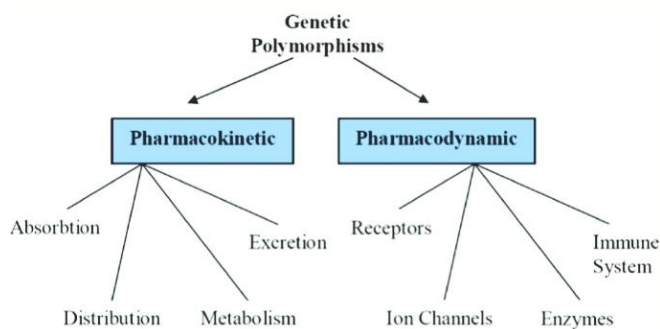 Genetic
Polymorphisms
Pharmacokinetic
Pharmacodynamic
Absorbtion
Excretion
Distribution
Metabolism
Receptors
Immune
System
Ion Channels
Enzymes